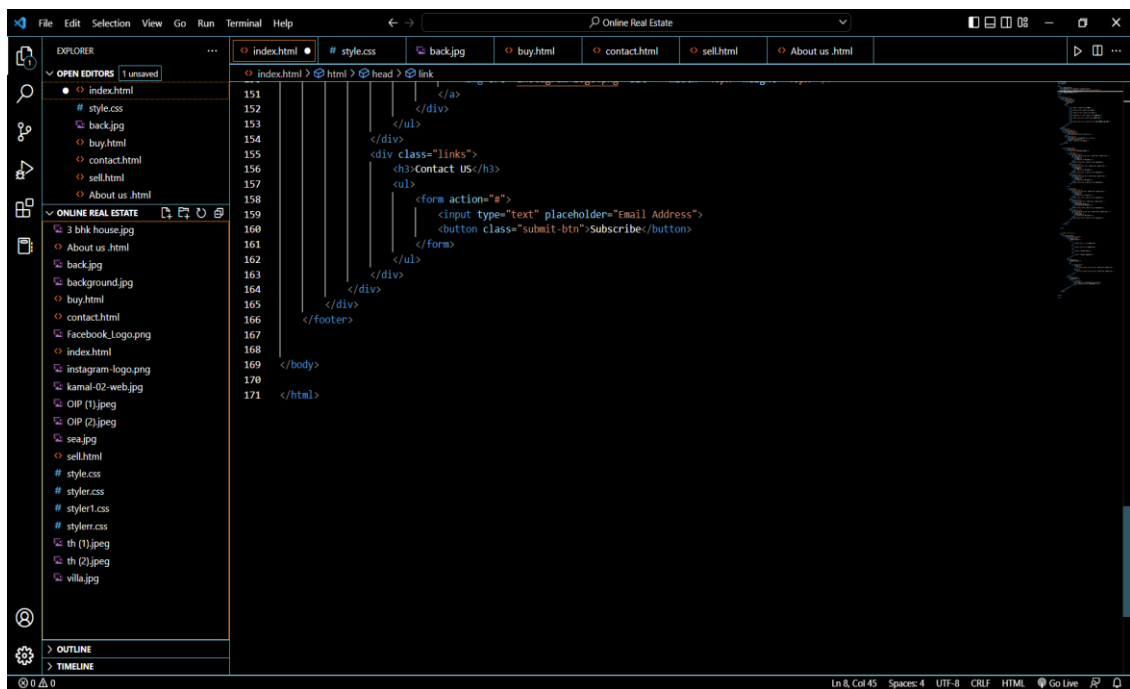 File Edit Selection View Go Run Terminal Help
Online Real Estate
EXPLORER
OPEN EDITORS 1 unsaved
index.html
style.css
back.jpg
buy.html
contact.html
sell.html
About us .html
ONLINE REAL ESTATE
3 bhk house.jpg
About us .html
back.jpg
background.jpg
buy.html
contact.html
Facebook_Logo.png
index.html
instagram-logo.png
kamal-02-web.jpg
OIP (1).jpeg
OIP (2).jpeg
sea.jpg
sell.html
style.css
styler.css
styler1.css
stylerr.css
th (1).jpeg
th (2).jpeg
villa.jpg
OUTLINE
TIMELINE
index.html style.css back.jpg buy.html contact.html sell.html About us .html
index.html > html > head > link
151 </a>
152 </div>
153 </ul>
154 </div>
155 <div class="links">
156 <h3>Contact US</h3>
157 <ul>
158 <form action="#">
159 <input type="text" placeholder="Email Address">
160 <button class="submit-btn">Subscribe</button>
161 </form>
162 </ul>
163 </div>
164 </div>
165 </div>
166 </footer>
167
168
169 </body>
170
171 </html>
0 0
Ln 8, Col 45 Spaces: 4 UTF-8 CRLF HTML Go Live